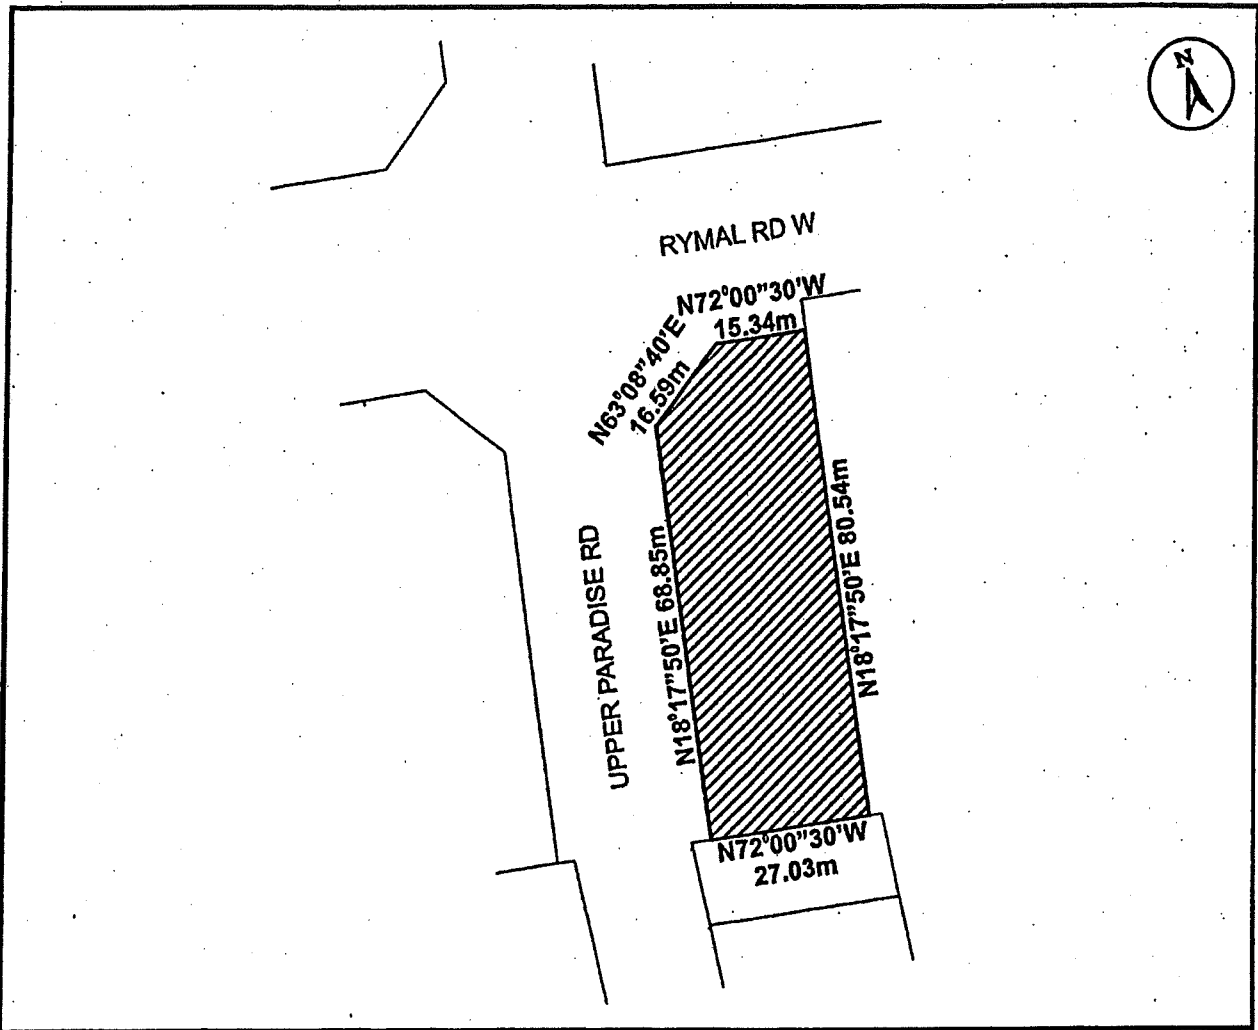 N
RYMAL RD W
N72°00"30'W
15.34m
N63°08"40'E
16.59m
UPPER PARADISE RD
N18°17"50'E 68.85m
N18°17"50'E 80.54m
N72°00"30'W
27.03m